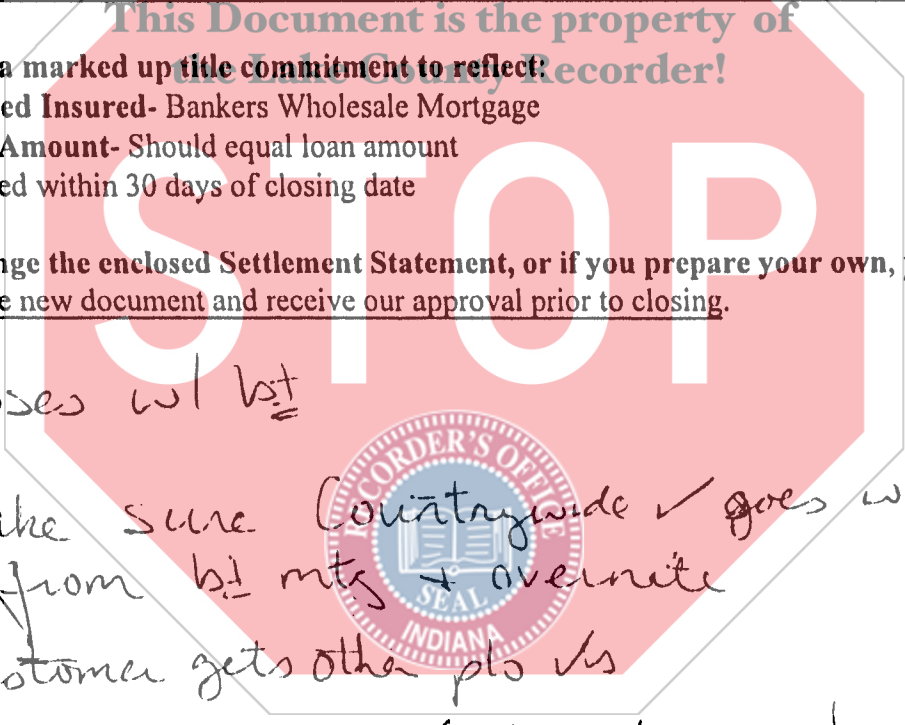 This Document is the property of
the Lake County Recorder!
a marked up title commitment to reflect:
ed Insured- Bankers Wholesale Mortgage
Amount- Should equal loan amount
ed within 30 days of closing date
nge the enclosed Settlement Statement, or if you prepare your own,
e new document and receive our approval prior to closing.
STOP
ses w/ 1st
RECORDER'S OFFICE
ke sure Countrywide ✓ goes w
from 1st mtg + overnite
SEAL
INDIANA
stomer gets other